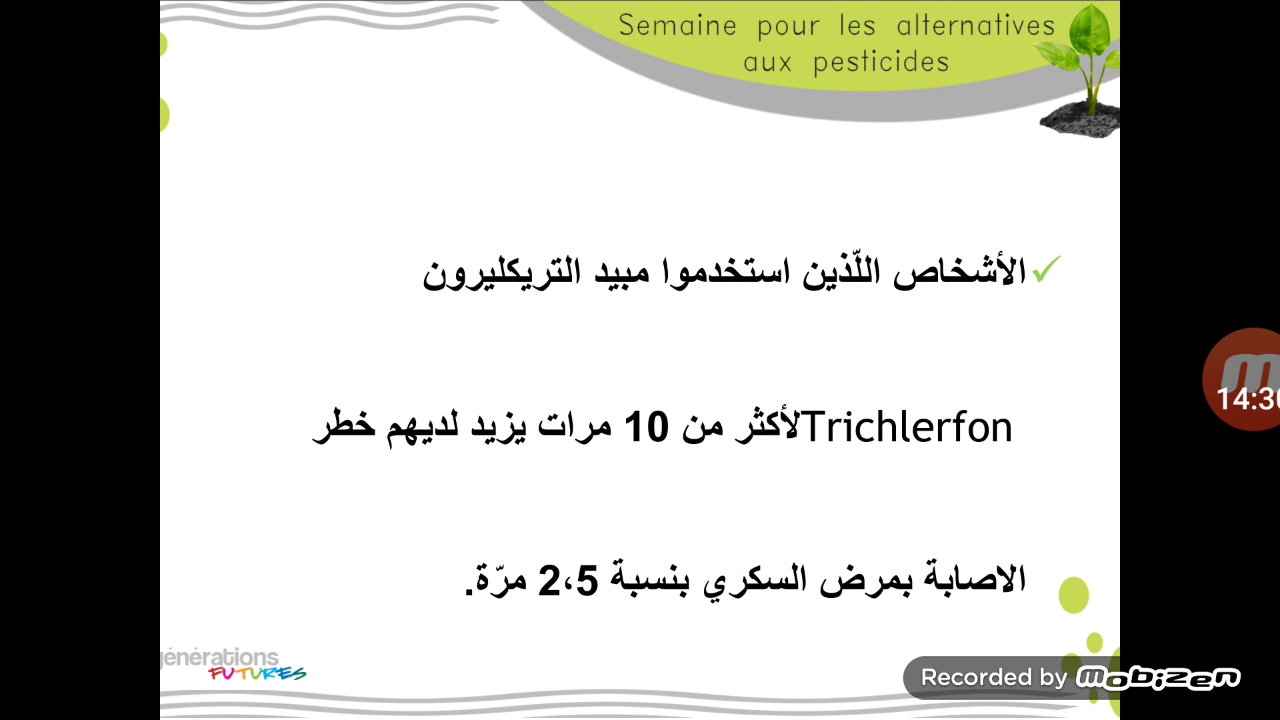 Semaine pour les alternatives
aux pesticides
الأشخاص اللّذين استخدموا مبيد التريكليرون
Trichlerfonلأكثر من 10 مرات يزيد لديهم خطر
14:30
الاصابة بمرض السكري بنسبة 2،5 مرّة.
générations
FUTURES
Recorded by mobizen